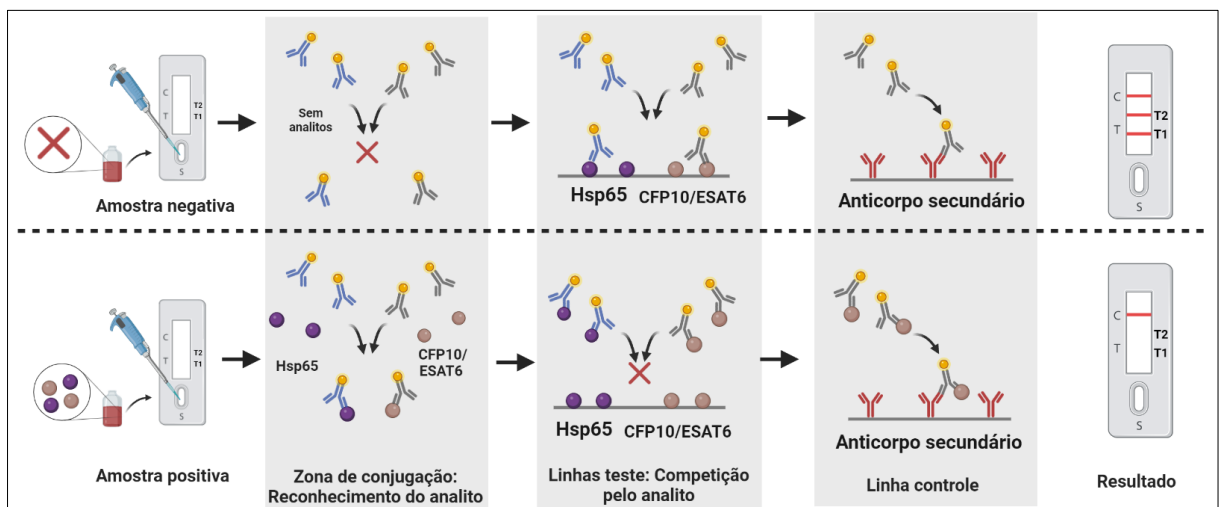 C
T
T2
T1
S
Amostra negativa
Sem
analitos
Hsp65
CFP10/ESAT6
Anticorpo secundário
C
T
T2
T1
S
C
T
T2
T1
S
Amostra positiva
Hsp65
CFP10/
ESAT6
Zona de conjugação:
Reconhecimento do analito
Hsp65
CFP10/ESAT6
Linhas teste: Competição
pelo analito
Anticorpo secundário
Linha controle
C
T
T2
T1
S
Resultado